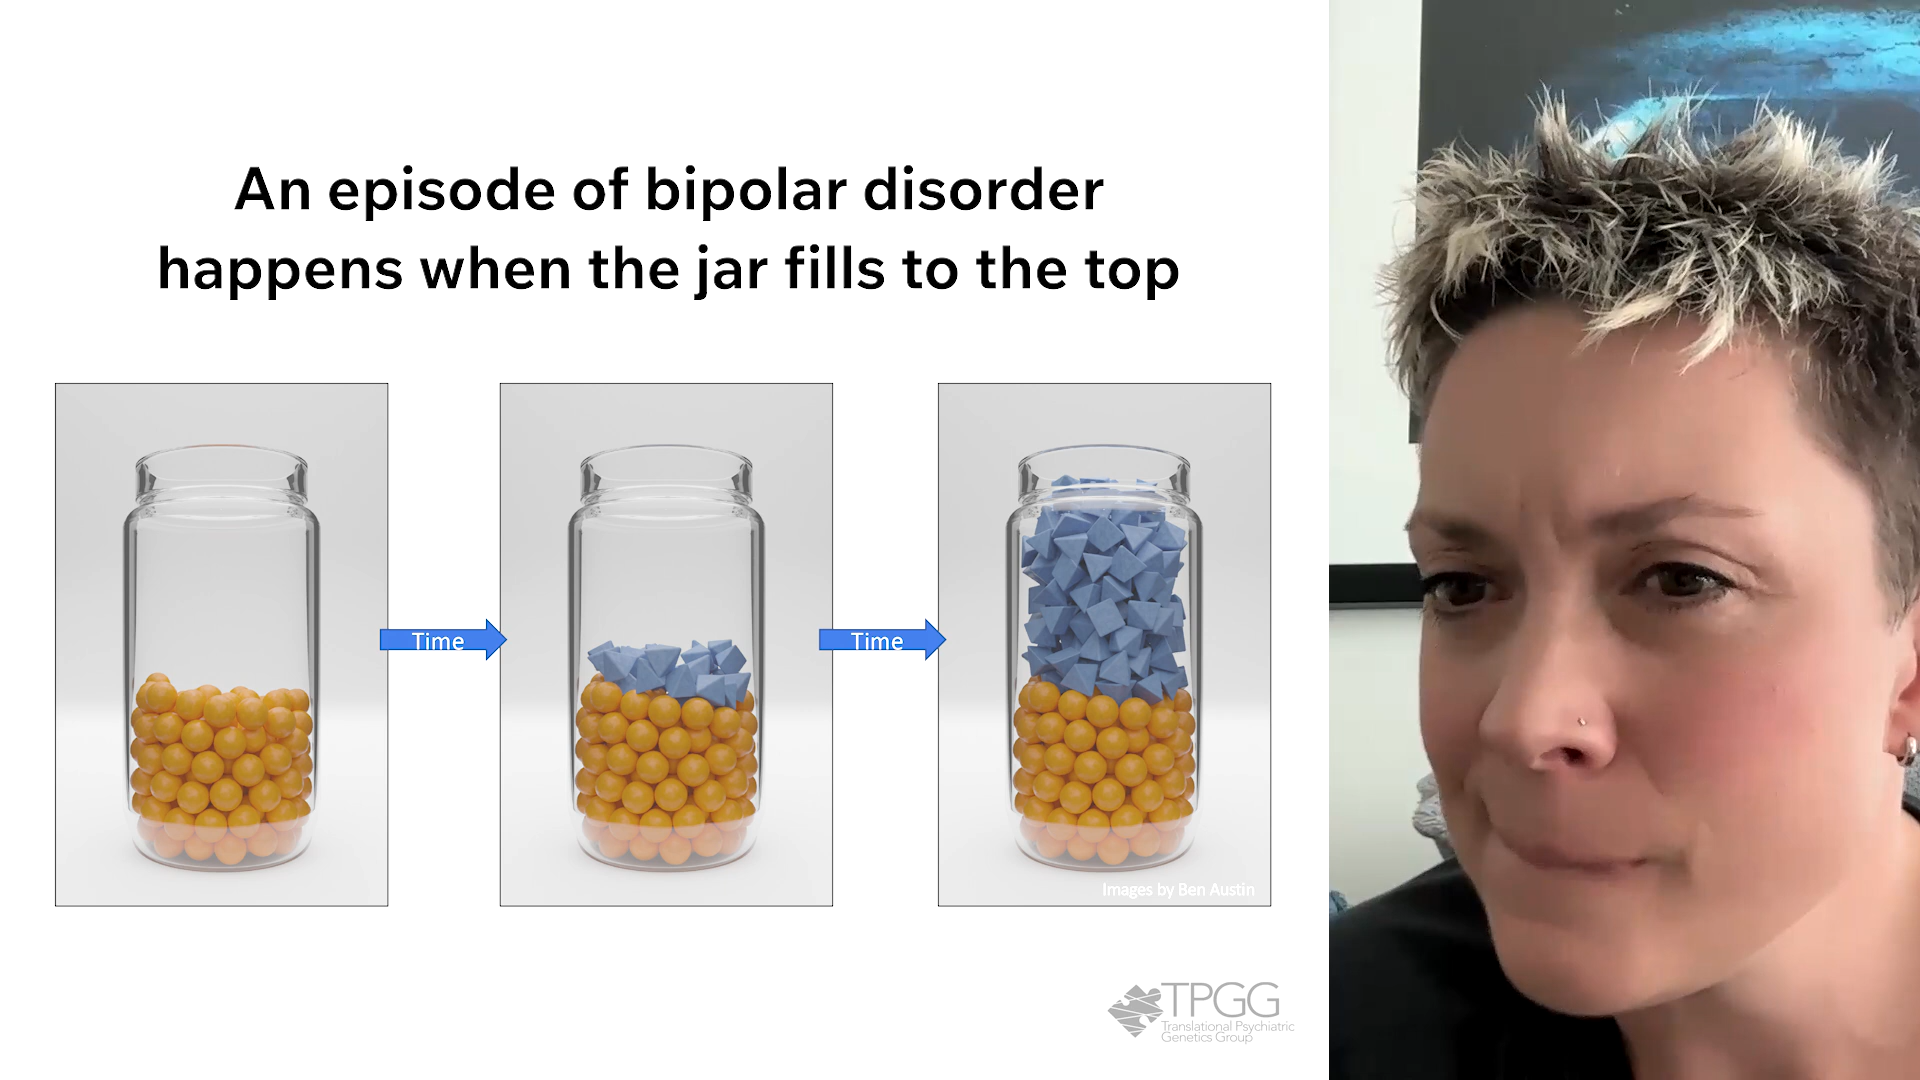 An episode of bipolar disorder
happens when the jar fills to the top
Time
Time
Images by Ben Austin
TPGG
Translational Psychiatric
Genetics Group